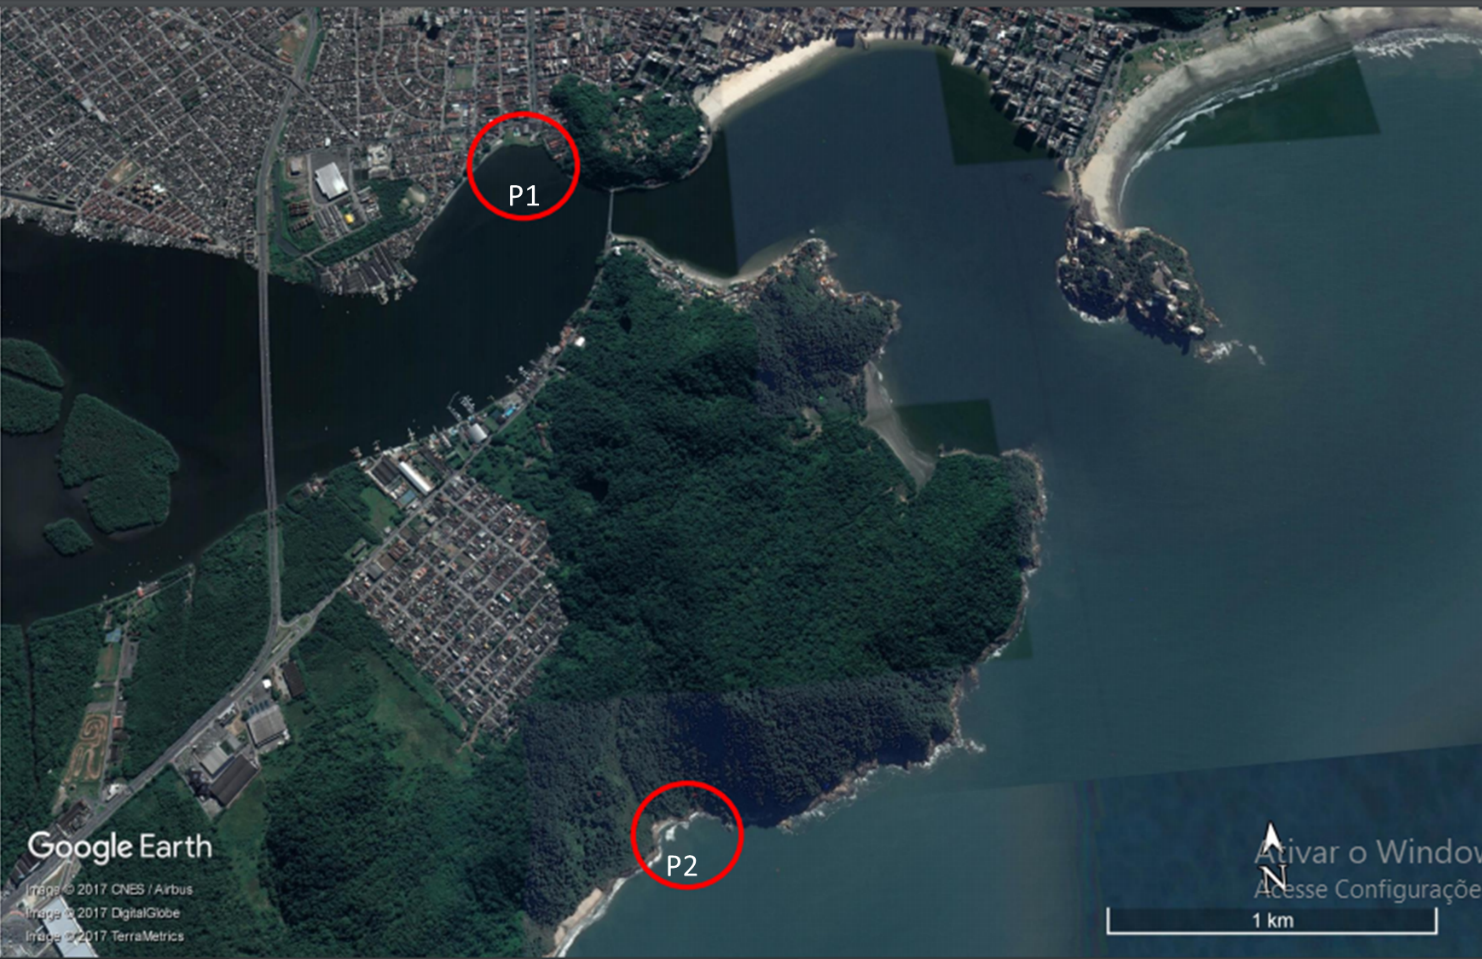 P1
P2
Google Earth
Image © 2017 CNES / Airbus
Image © 2017 DigitalGlobe
Image © 2017 TerraMetrics
Ativar o Window
N
Acesse Configuraçõe
1 km